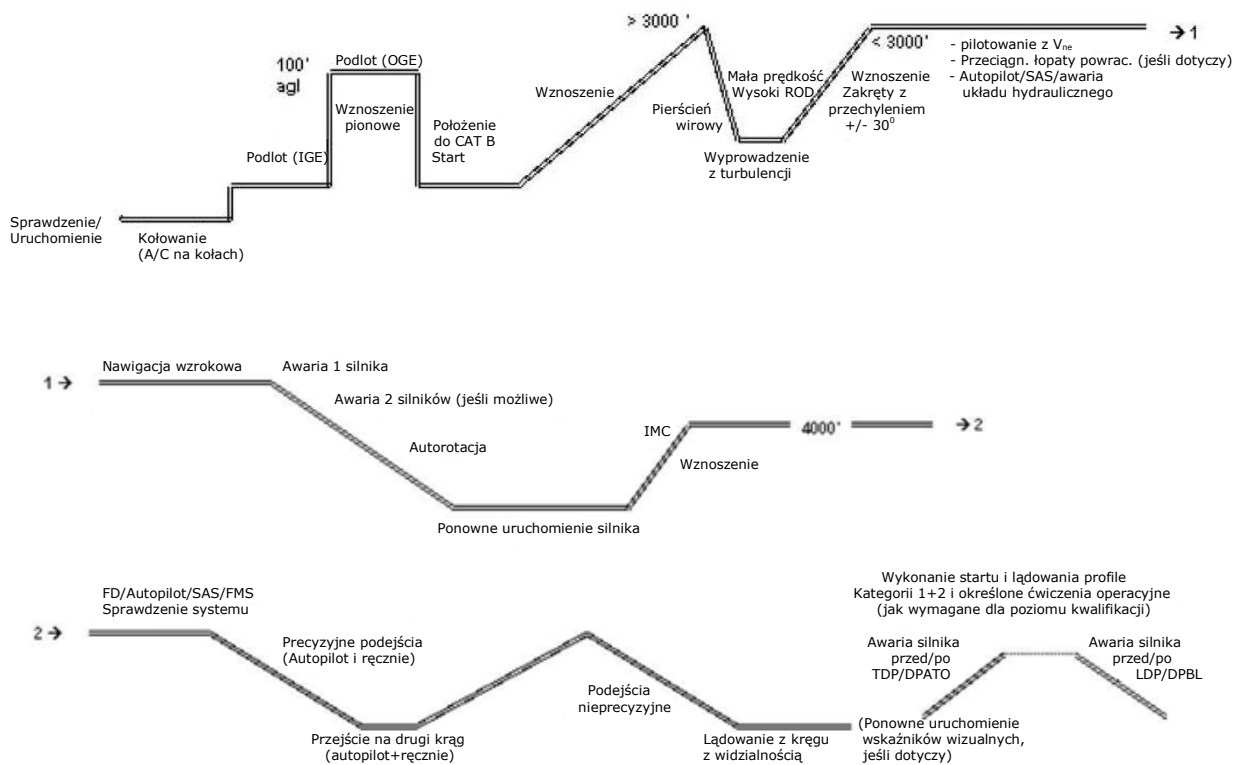 > 3000 '
→ 1
< 3000'
- pilotowanie z Vne
- Przeciągn. łopaty powrac. (jeśli dotyczy)
- Autopilot/SAS/awaria
układu hydraulicznego
100'
agl
Podlot (OGE)
Wznoszenie
pionowe
Położenie
do CAT B
Start
Wznoszenie
Pierścień
wirowy
Mała prędkość
Wysoki ROD
Wznoszenie
Zakręty z
przechyleniem
+/- 30⁰
Wyprowadzenie
z turbulencji
Podlot (IGE)
Sprawdzenie/
Uruchomienie
Kołowanie
(A/C na kołach)
1 →
Nawigacja wzrokowa
Awaria 1 silnika
Awaria 2 silników (jeśli możliwe)
Autorotacja
Ponowne uruchomienie silnika
IMC
Wznoszenie
4000'
→ 2
2 →
FD/Autopilot/SAS/FMS
Sprawdzenie systemu
Precyzyjne podejścia
(Autopilot i ręcznie)
Przejście na drugi krąg
(autopilot+ręcznie)
Podejścia
nieprecyzyjne
Lądowanie z kręgu
z widzialnością
(Ponowne uruchomienie
wskaźników wizualnych,
jeśli dotyczy)
Wykonanie startu i lądowania profile
Kategorii 1+2 i określone ćwiczenia operacyjne
(jak wymagane dla poziomu kwalifikacji)
Awaria silnika
przed/po
TDP/DPATO
Awaria silnika
przed/po
LDP/DPBL